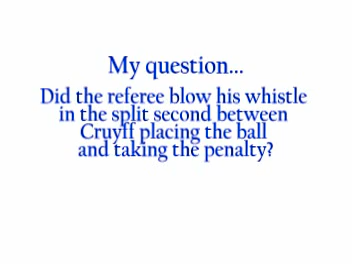 My question...
Did the referee blow his whistle
in the split second between
Cruyff placing the ball
and taking the penalty?